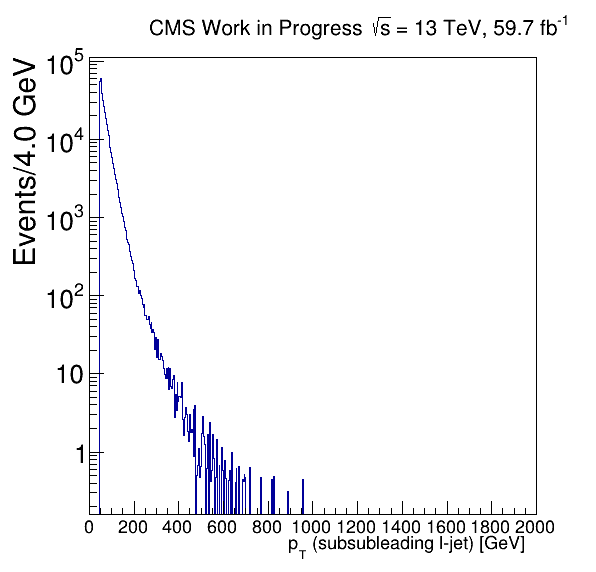 CMS Work in Progress √s = 13 TeV, 59.7 fb⁻¹
Events/4.0 GeV
10⁵
10⁴
10³
10²
10
1
0 200 400 600 800 1000 1200 1400 1600 1800 2000
p_T (subsubleading l-jet) [GeV]